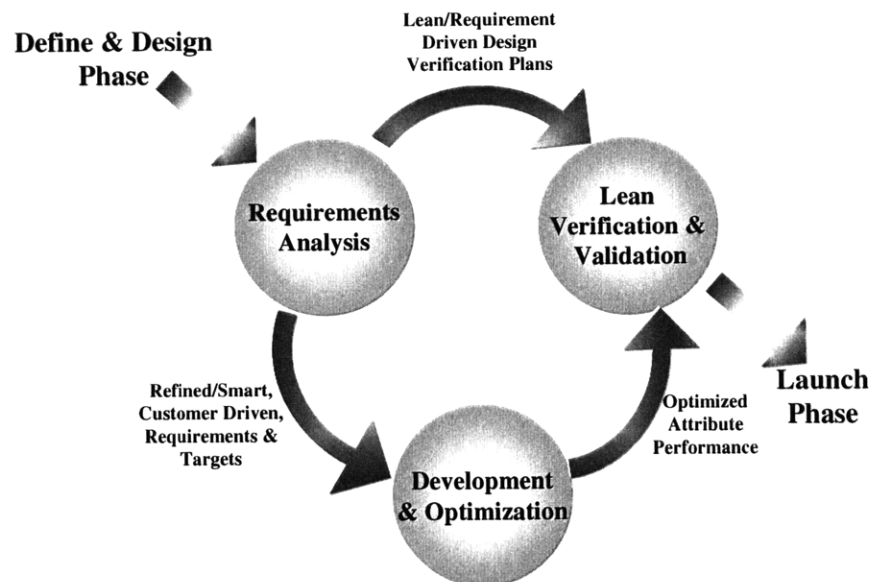 Define & Design
Phase
Lean/Requirement
Driven Design
Verification Plans
Requirements
Analysis
Lean
Verification &
Validation
Refined/Smart,
Customer Driven,
Requirements &
Targets
Optimized
Attribute
Performance
Launch
Phase
Development
& Optimization